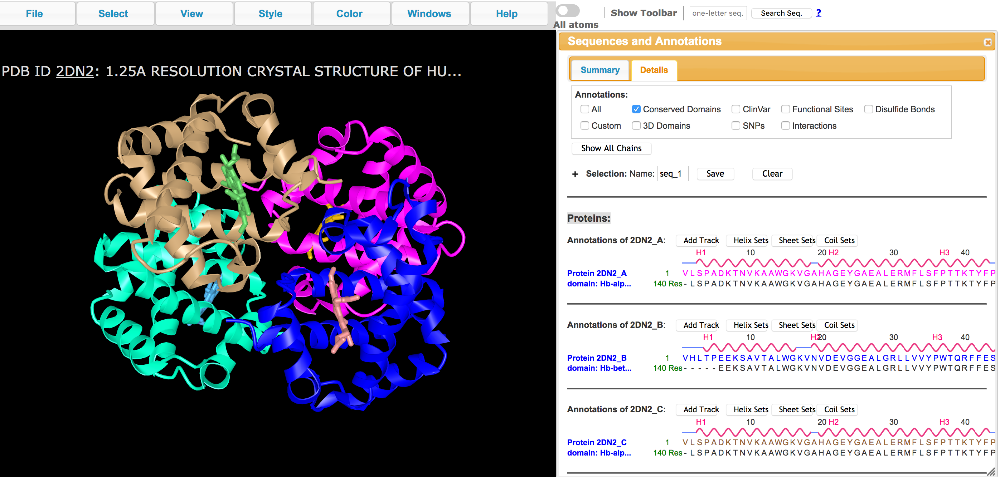 File Select View Style Color Windows Help
All atoms
Show Toolbar one-letter seq. Search Seq. ?
PDB ID 2DN2: 1.25A RESOLUTION CRYSTAL STRUCTURE OF HU...
Sequences and Annotations
Summary Details
Annotations:
All Conserved Domains ClinVar Functional Sites Disulfide Bonds
Custom 3D Domains SNPs Interactions
Show All Chains
+ Selection: Name: seq_1 Save Clear
Proteins:
Annotations of 2DN2_A: Add Track Helix Sets Sheet Sets Coil Sets
H1 10 20 H2 30 H3 40
Protein 2DN2_A 1 VLSPADKTNVKAAWGKVGAHAGEYGAEALERMFLSFPTTKTYFP
domain: Hb-alp... 140 Res -LSPADKTNVKAAWGKVGAHAGEYGAEALERMFLSFPTTKTYFP
Annotations of 2DN2_B: Add Track Helix Sets Sheet Sets Coil Sets
H1 10 H2 20 30 H3 40
Protein 2DN2_B 1 VHLTPEEKSAVTALWGKVNVDEVGGEALGRLLVVYPWTQRFFES
domain: Hb-bet... 140 Res -----EEKSAVTALWGKVNVDEVGGEALGRLLVVYPWTQRFFES
Annotations of 2DN2_C: Add Track Helix Sets Sheet Sets Coil Sets
H1 10 20 H2 30 H3 40
Protein 2DN2_C 1 VLSPADKTNVKAAWGKVGAHAGEYGAEALERMFLSFPTTKTYFP
domain: Hb-alp... 140 Res -LSPADKTNVKAAWGKVGAHAGEYGAEALERMFLSFPTTKTYFP